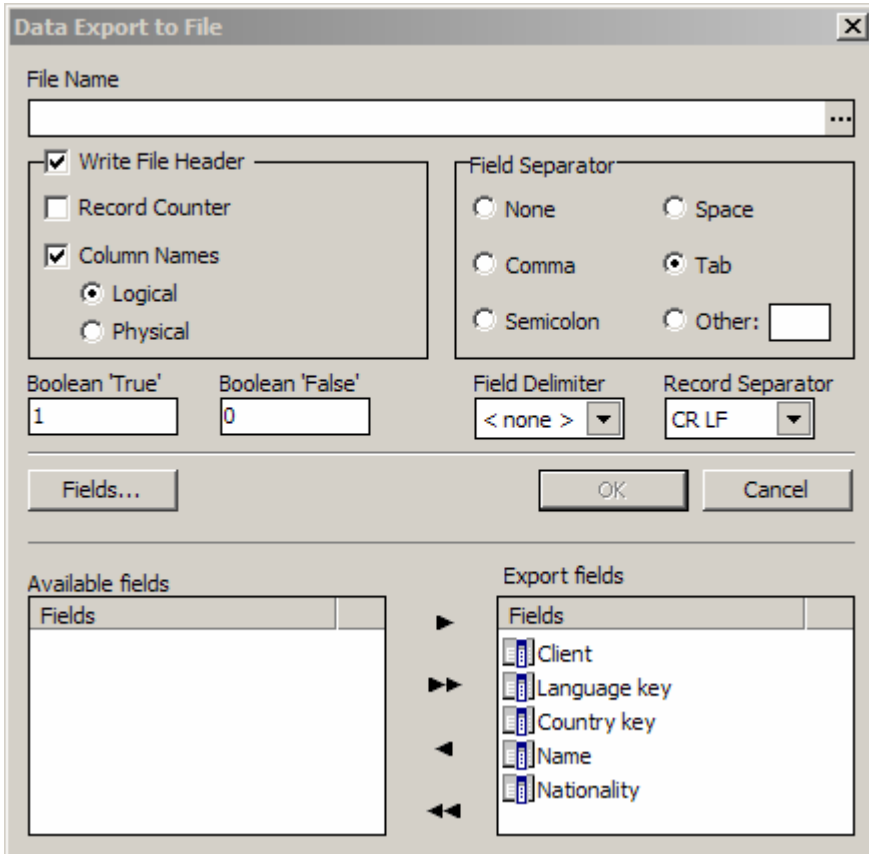 Data Export to File
File Name
...
Write File Header
Record Counter
Column Names
Logical
Physical
Field Separator
None
Space
Comma
Tab
Semicolon
Other:
Boolean 'True'
1
Boolean 'False'
0
Field Delimiter
< none >
Record Separator
CR LF
Fields...
OK
Cancel
Available fields
Fields
Export fields
Fields
Client
Language key
Country key
Name
Nationality